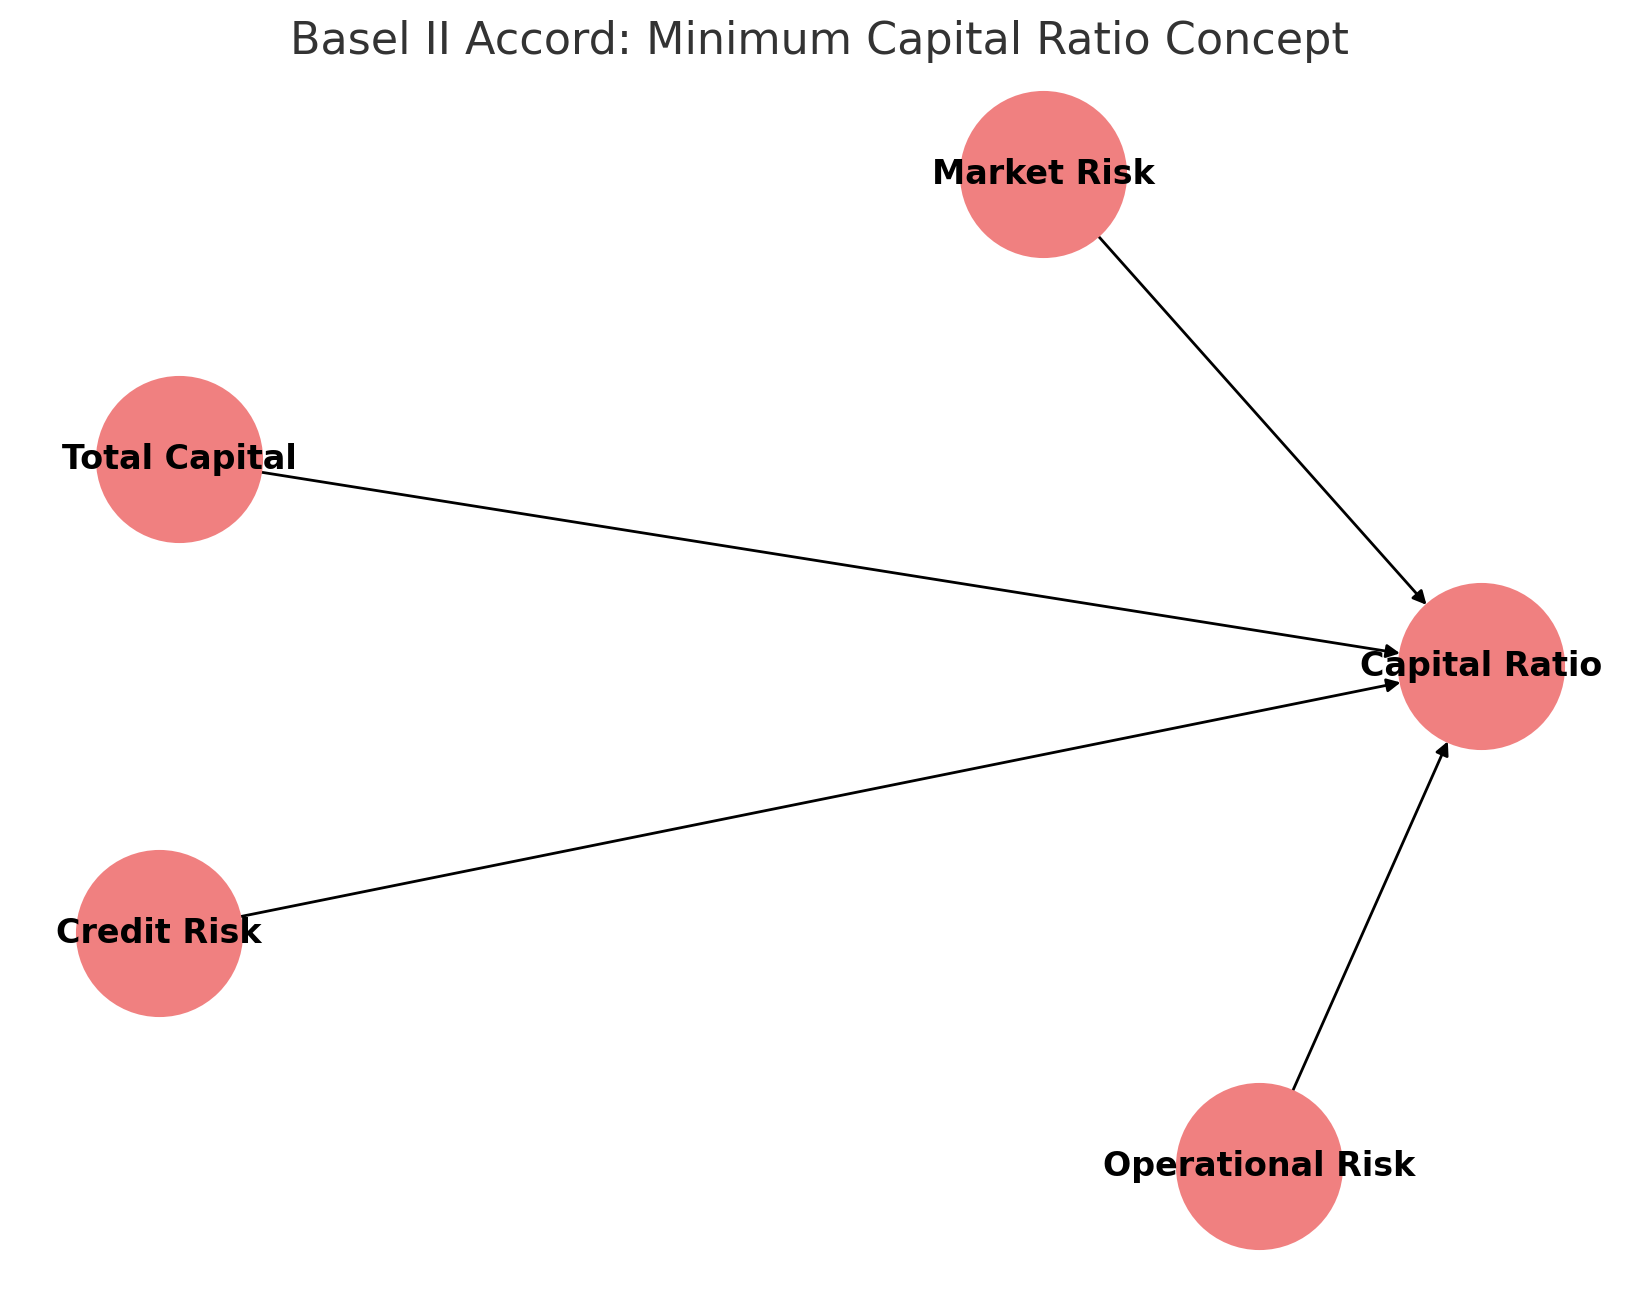 Basel II Accord: Minimum Capital Ratio Concept
Market Risk
Total Capital
Capital Ratio
Credit Risk
Operational Risk